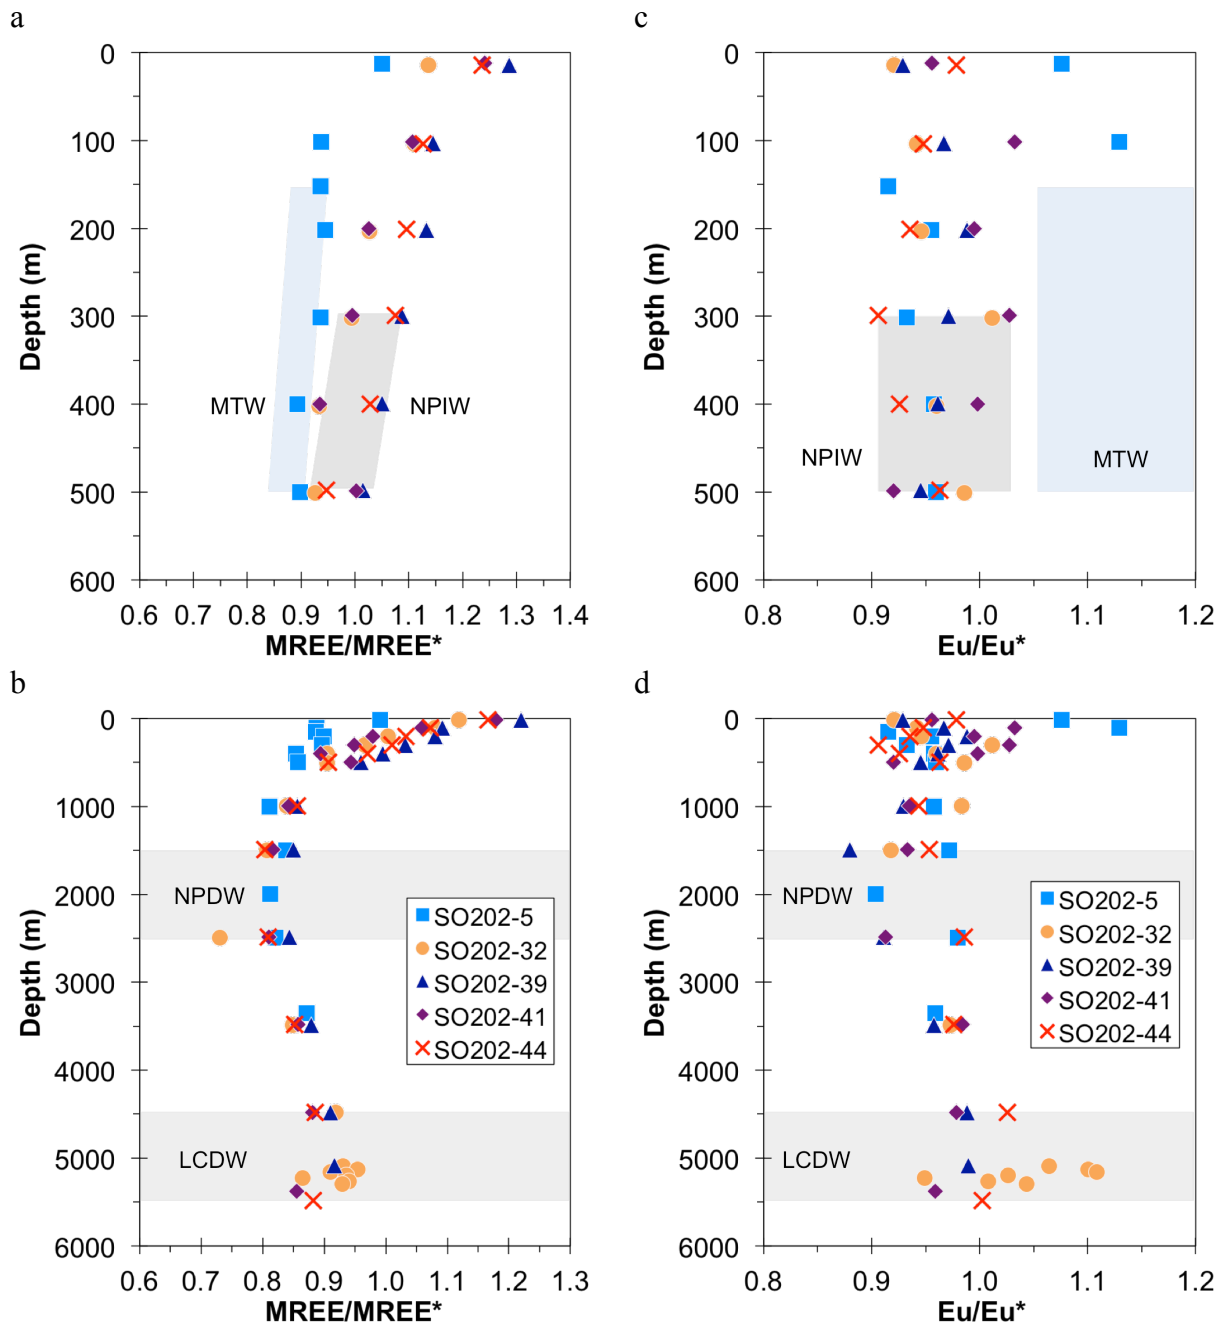 a
0
100
200
300
400
500
600
Depth (m)
MTW
NPIW
0.6 0.7 0.8 0.9 1.0 1.1 1.2 1.3 1.4
MREE/MREE*
c
0
100
200
300
400
500
600
Depth (m)
NPIW
MTW
0.8 0.9 1.0 1.1 1.2
Eu/Eu*
b
0
1000
2000
3000
4000
5000
6000
Depth (m)
NPDW
LCDW
SO202-5
SO202-32
SO202-39
SO202-41
SO202-44
0.6 0.7 0.8 0.9 1.0 1.1 1.2 1.3
MREE/MREE*
d
0
1000
2000
3000
4000
5000
6000
Depth (m)
NPDW
LCDW
SO202-5
SO202-32
SO202-39
SO202-41
SO202-44
0.8 0.9 1.0 1.1 1.2
Eu/Eu*